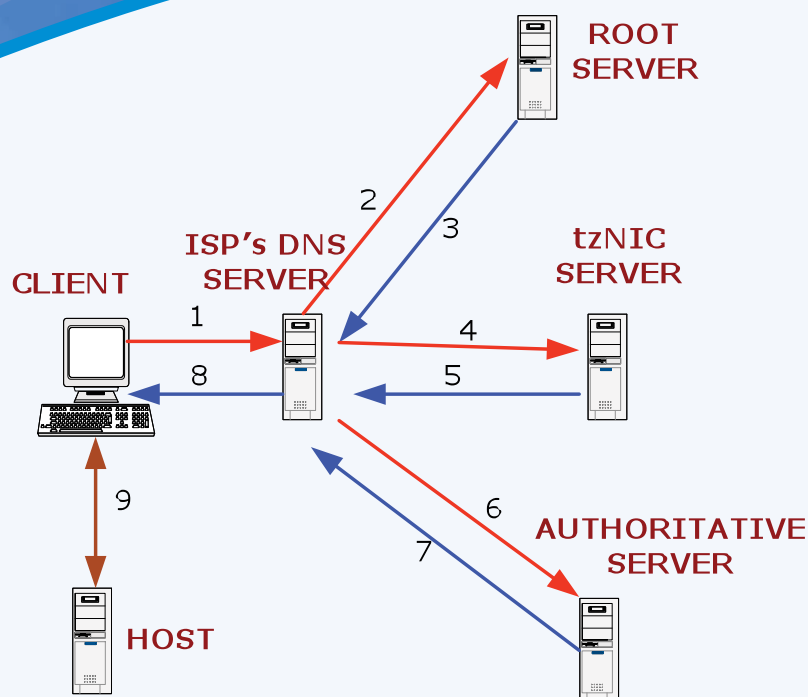 ROOT
SERVER
2
3
ISP's DNS
SERVER
tzNIC
SERVER
CLIENT
1
4
8
5
9
6
7
AUTHORITATIVE
SERVER
HOST